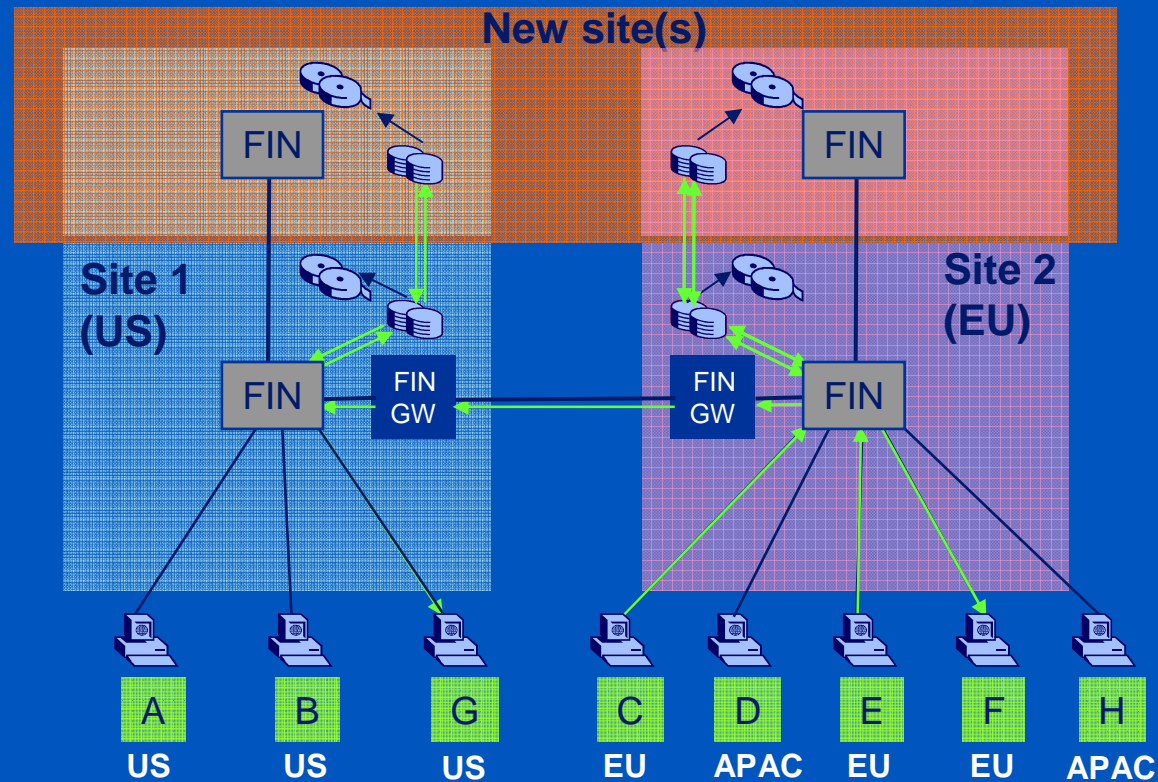 New site(s)
FIN
FIN
Site 1
(US)
Site 2
(EU)
FIN
FIN
GW
FIN
GW
FIN
A
B
G
C
D
E
F
H
US
US
US
EU
APAC
EU
EU
APAC